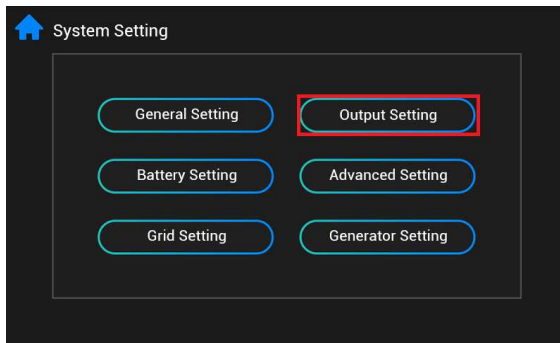 System Setting
General Setting
Output Setting
Battery Setting
Advanced Setting
Grid Setting
Generator Setting